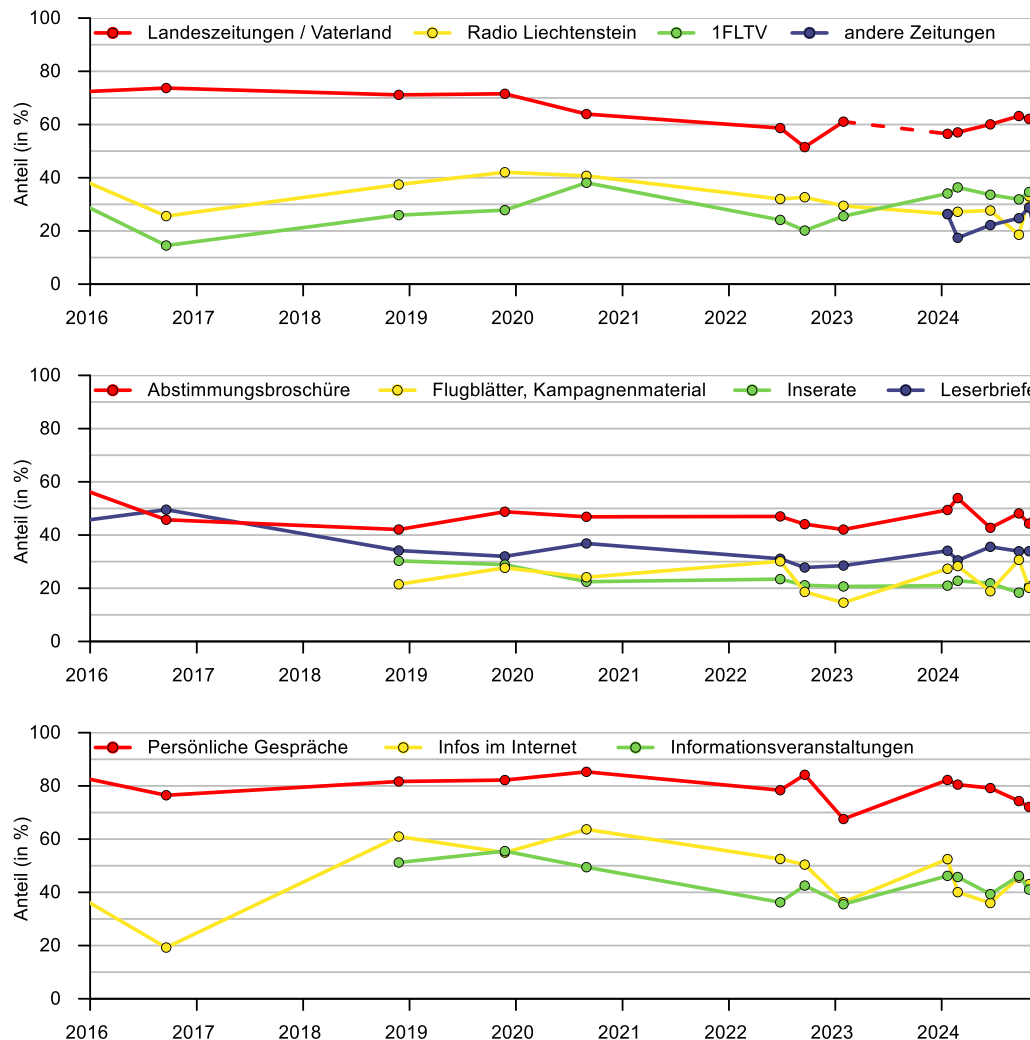 100
Landeszeitungen / Vaterland Radio Liechtenstein 1FLTV andere Zeitungen
80
60
40
20
0
Anteil (in %)
2016 2017 2018 2019 2020 2021 2022 2023 2024
100
Abstimmungsbroschüre Flugblätter, Kampagnenmaterial Inserate Leserbriefe
80
60
40
20
0
Anteil (in %)
2016 2017 2018 2019 2020 2021 2022 2023 2024
100
Persönliche Gespräche Infos im Internet Informationsveranstaltungen
80
60
40
20
0
Anteil (in %)
2016 2017 2018 2019 2020 2021 2022 2023 2024